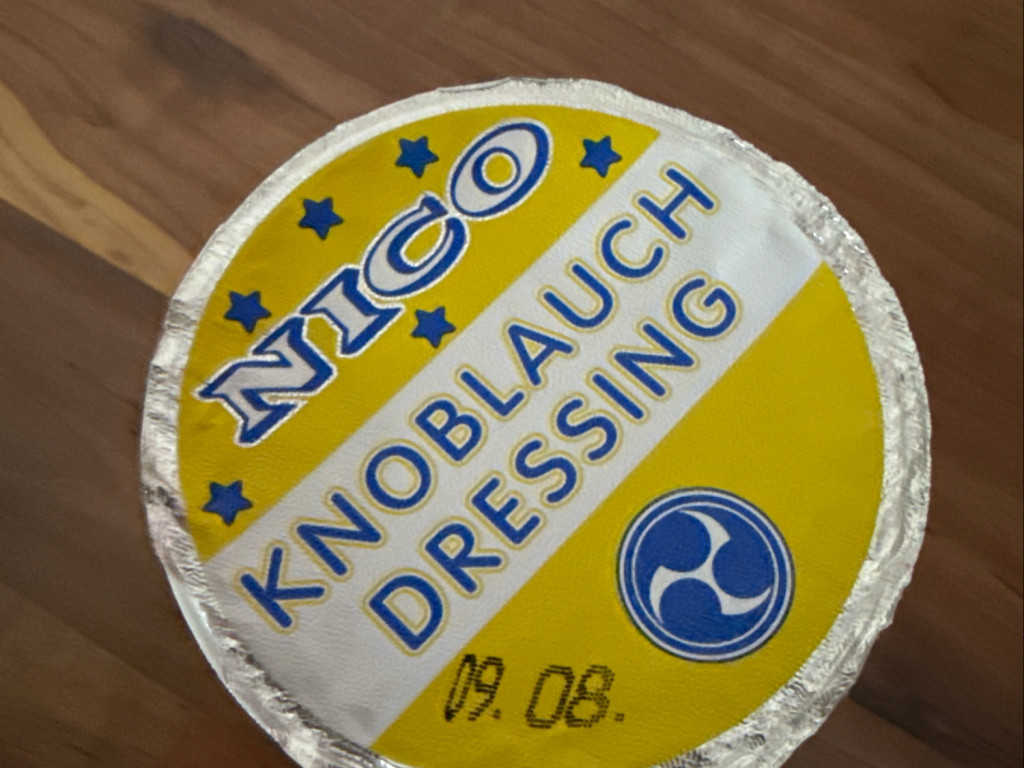 NICO
KNOBLAUCH
DRESSING
09. 08.